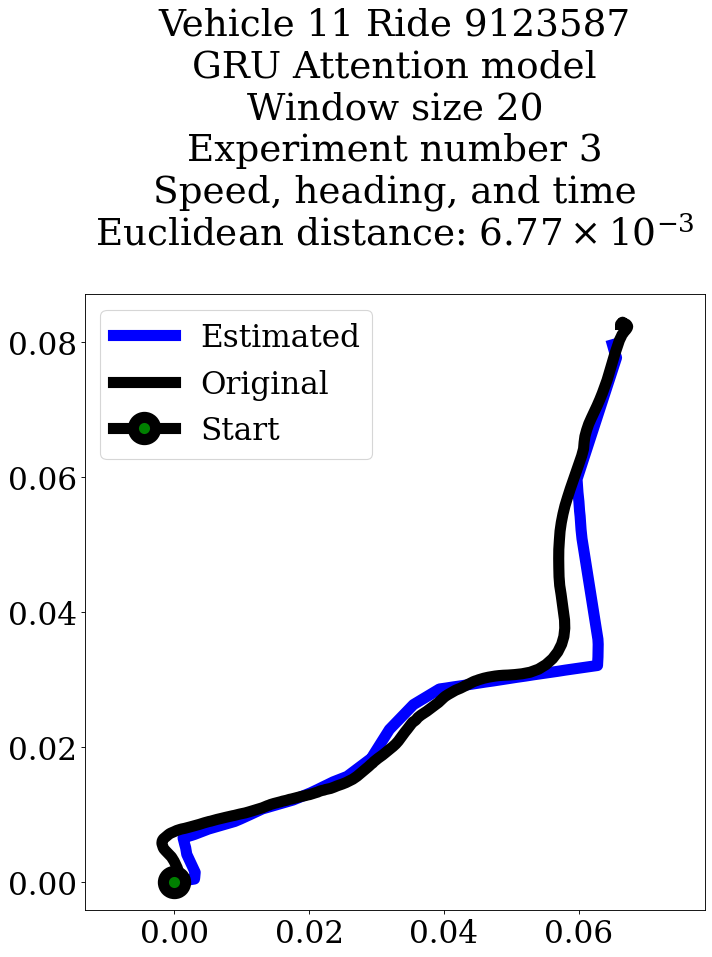 Vehicle 11 Ride 9123587
GRU Attention model
Window size 20
Experiment number 3
Speed, heading, and time
Euclidean distance: 6.77 × 10⁻³
Estimated
Original
Start
0.08
0.06
0.04
0.02
0.00
0.00 0.02 0.04 0.06